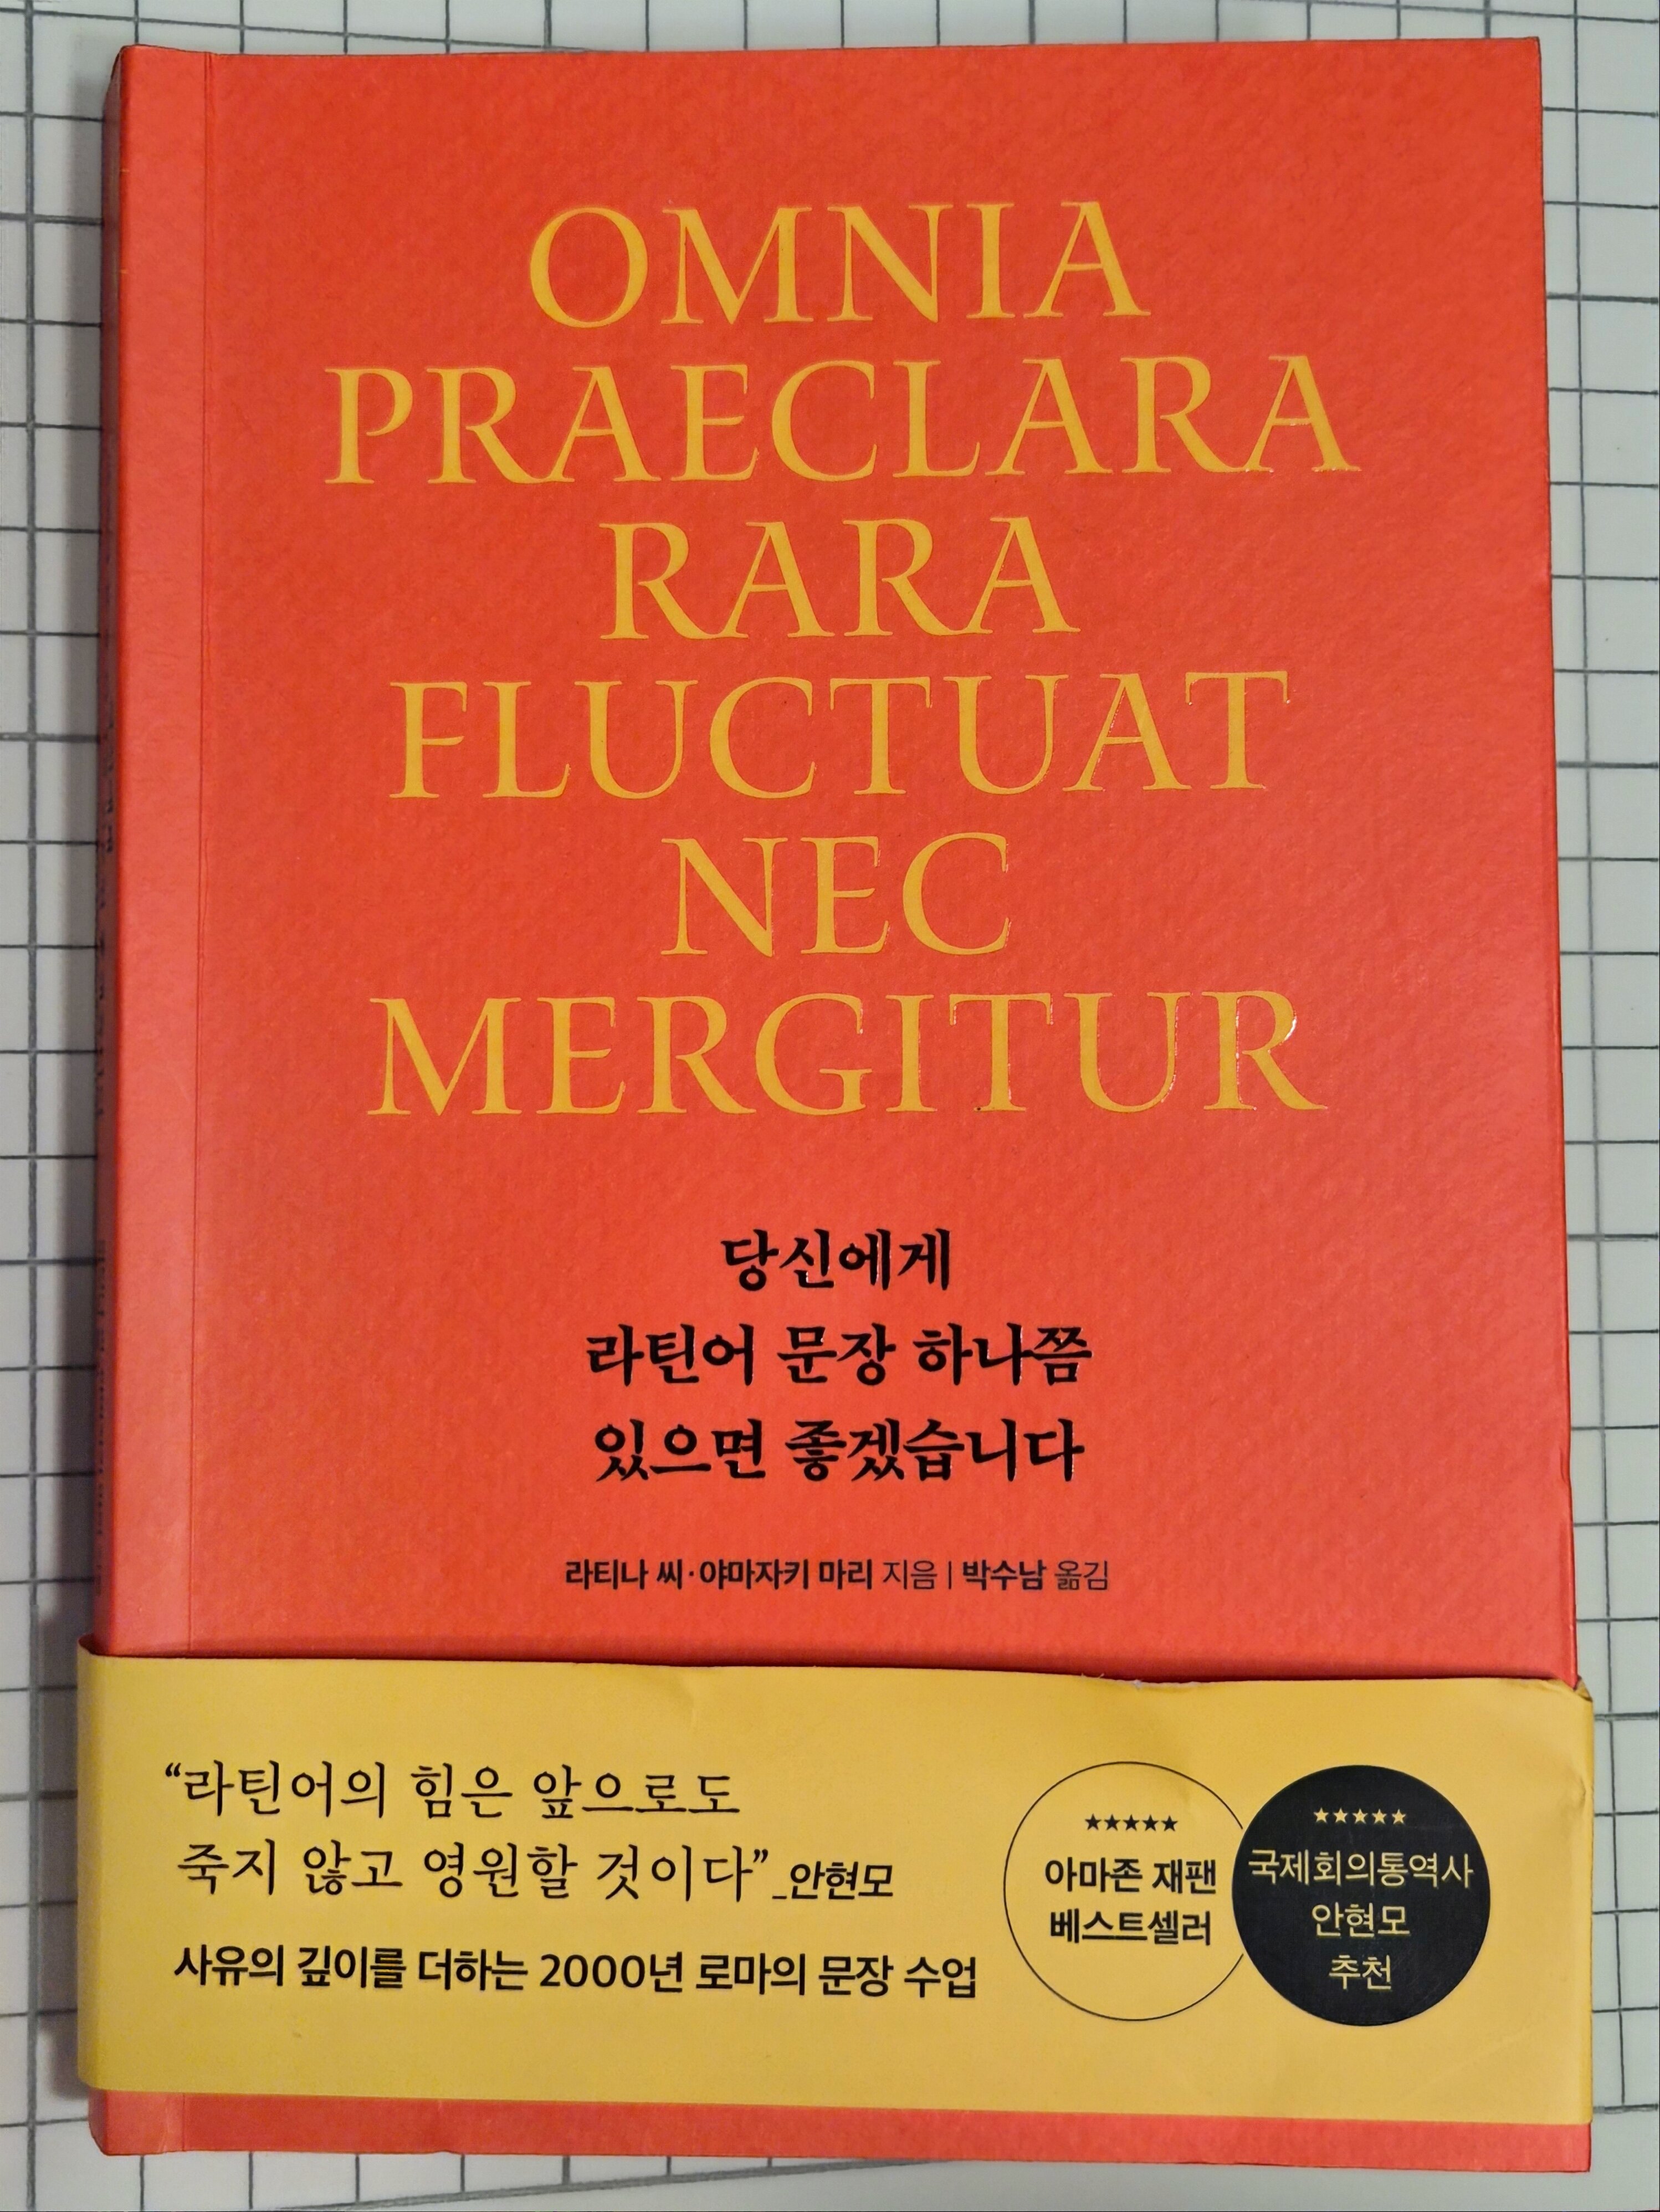 OMNIA
PRAECLARA
RARA
FLUCTUAT
NEC
MERGITUR
당신에게
라틴어 문장 하나쯤
있으면 좋겠습니다
라티나 씨·야마자키 마리 지음 | 박수남 옮김
“라틴어의 힘은 앞으로도
죽지 않고 영원할 것이다”_안현모
사유의 깊이를 더하는 2000년 로마의 문장 수업
★★★★★
아마존 재팬
베스트셀러
★★★★★
국제회의통역사
안현모
추천